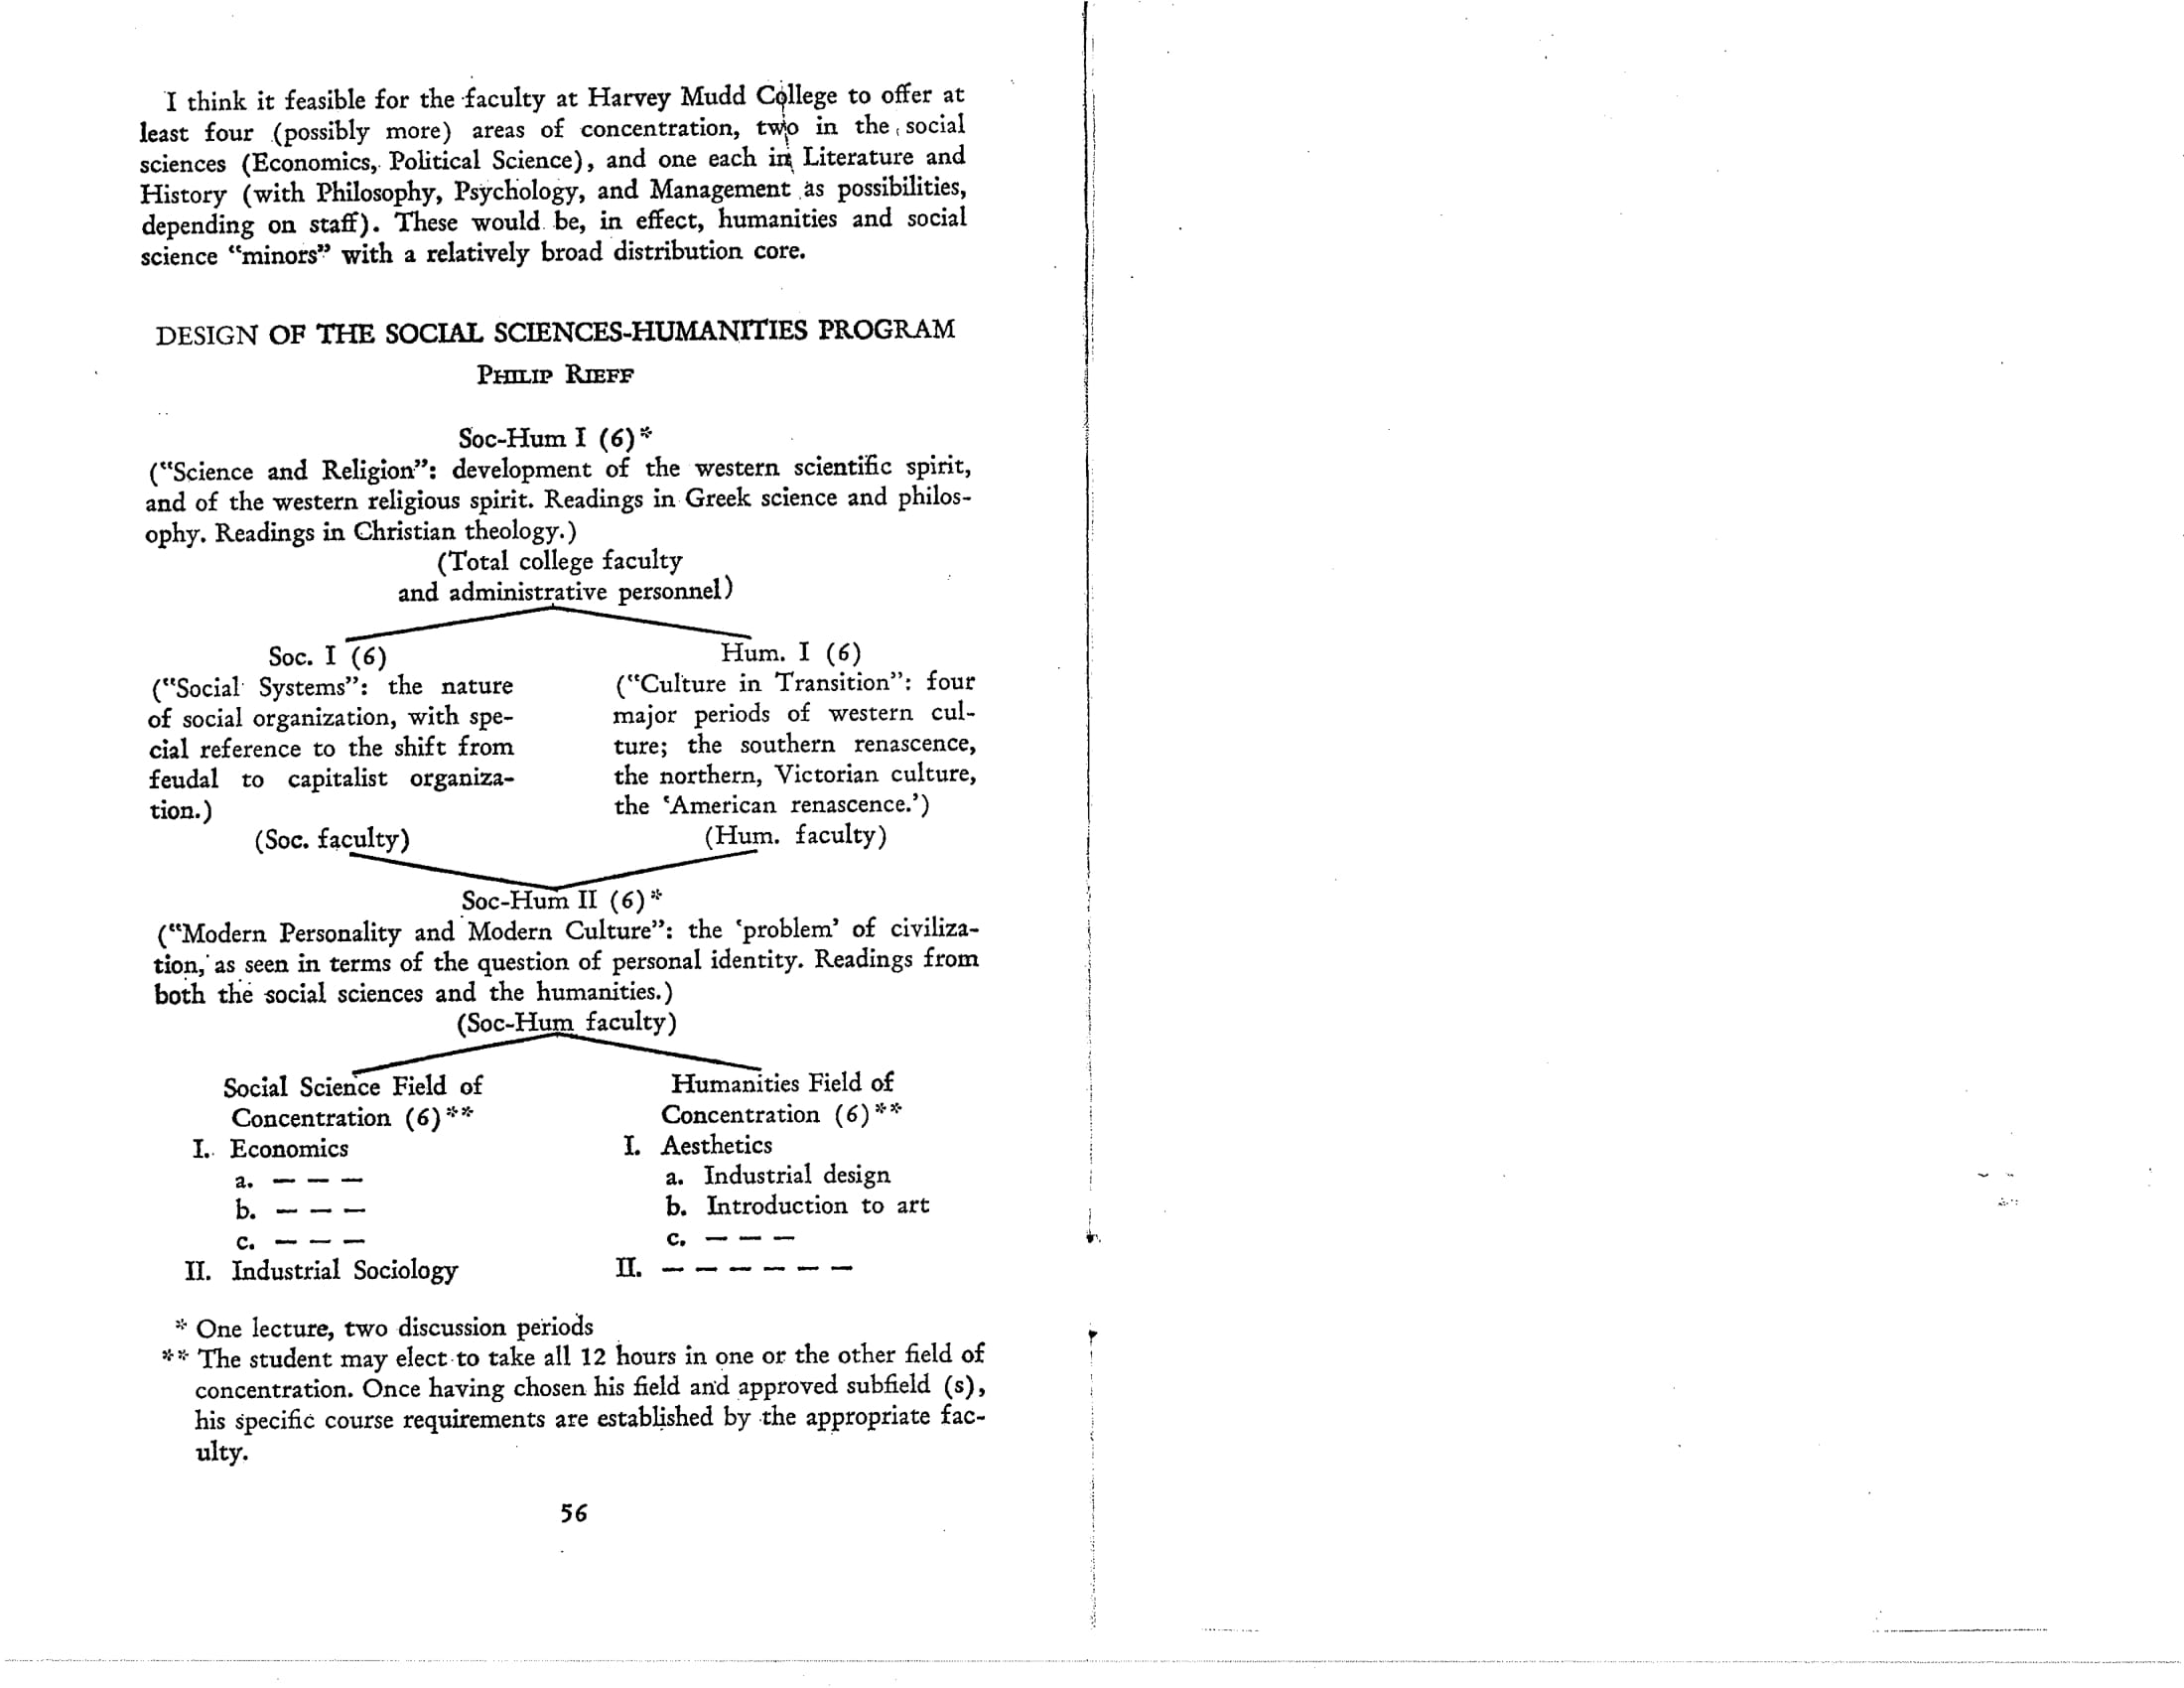 I think it feasible for the faculty at Harvey Mudd College to offer at
least four (possibly more) areas of concentration, two in the social
sciences (Economics, Political Science), and one each in Literature and
History (with Philosophy, Psychology, and Management as possibilities,
depending on staff). These would be, in effect, humanities and social
science “minors” with a relatively broad distribution core.
DESIGN OF THE SOCIAL SCIENCES-HUMANITIES PROGRAM
PHILIP RIEFF
Soc-Hum I (6)*
(“Science and Religion”: development of the western scientific spirit,
and of the western religious spirit. Readings in Greek science and philos-
ophy. Readings in Christian theology.)
(Total college faculty
and administrative personnel)
Soc. I (6)
(“Social Systems”: the nature
of social organization, with spe-
cial reference to the shift from
feudal to capitalist organiza-
tion.)
(Soc. faculty)
Hum. I (6)
(“Culture in Transition”: four
major periods of western cul-
ture; the southern renascence,
the northern, Victorian culture,
the ‘American renascence.’)
(Hum. faculty)
Soc-Hum II (6)*
(“Modern Personality and Modern Culture”: the ‘problem’ of civiliza-
tion, as seen in terms of the question of personal identity. Readings from
both the social sciences and the humanities.)
(Soc-Hum faculty)
Social Science Field of
Concentration (6)**
I. Economics
a. — — —
b. — — —
c. — — —
II. Industrial Sociology
Humanities Field of
Concentration (6)**
I. Aesthetics
a. Industrial design
b. Introduction to art
c. — — —
II. — — — — — —
* One lecture, two discussion periods
** The student may elect to take all 12 hours in one or the other field of
concentration. Once having chosen his field and approved subfield (s),
his specific course requirements are established by the appropriate fac-
ulty.
56